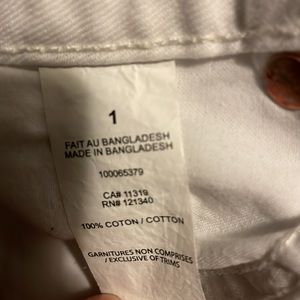 1
FAIT AU BANGLADESH
MADE IN BANGLADESH
100065379
CA# 11319
RN# 121340
100% COTON / COTTON
GARNITURES NON COMPRISES
/ EXCLUSIVE OF TRIMS